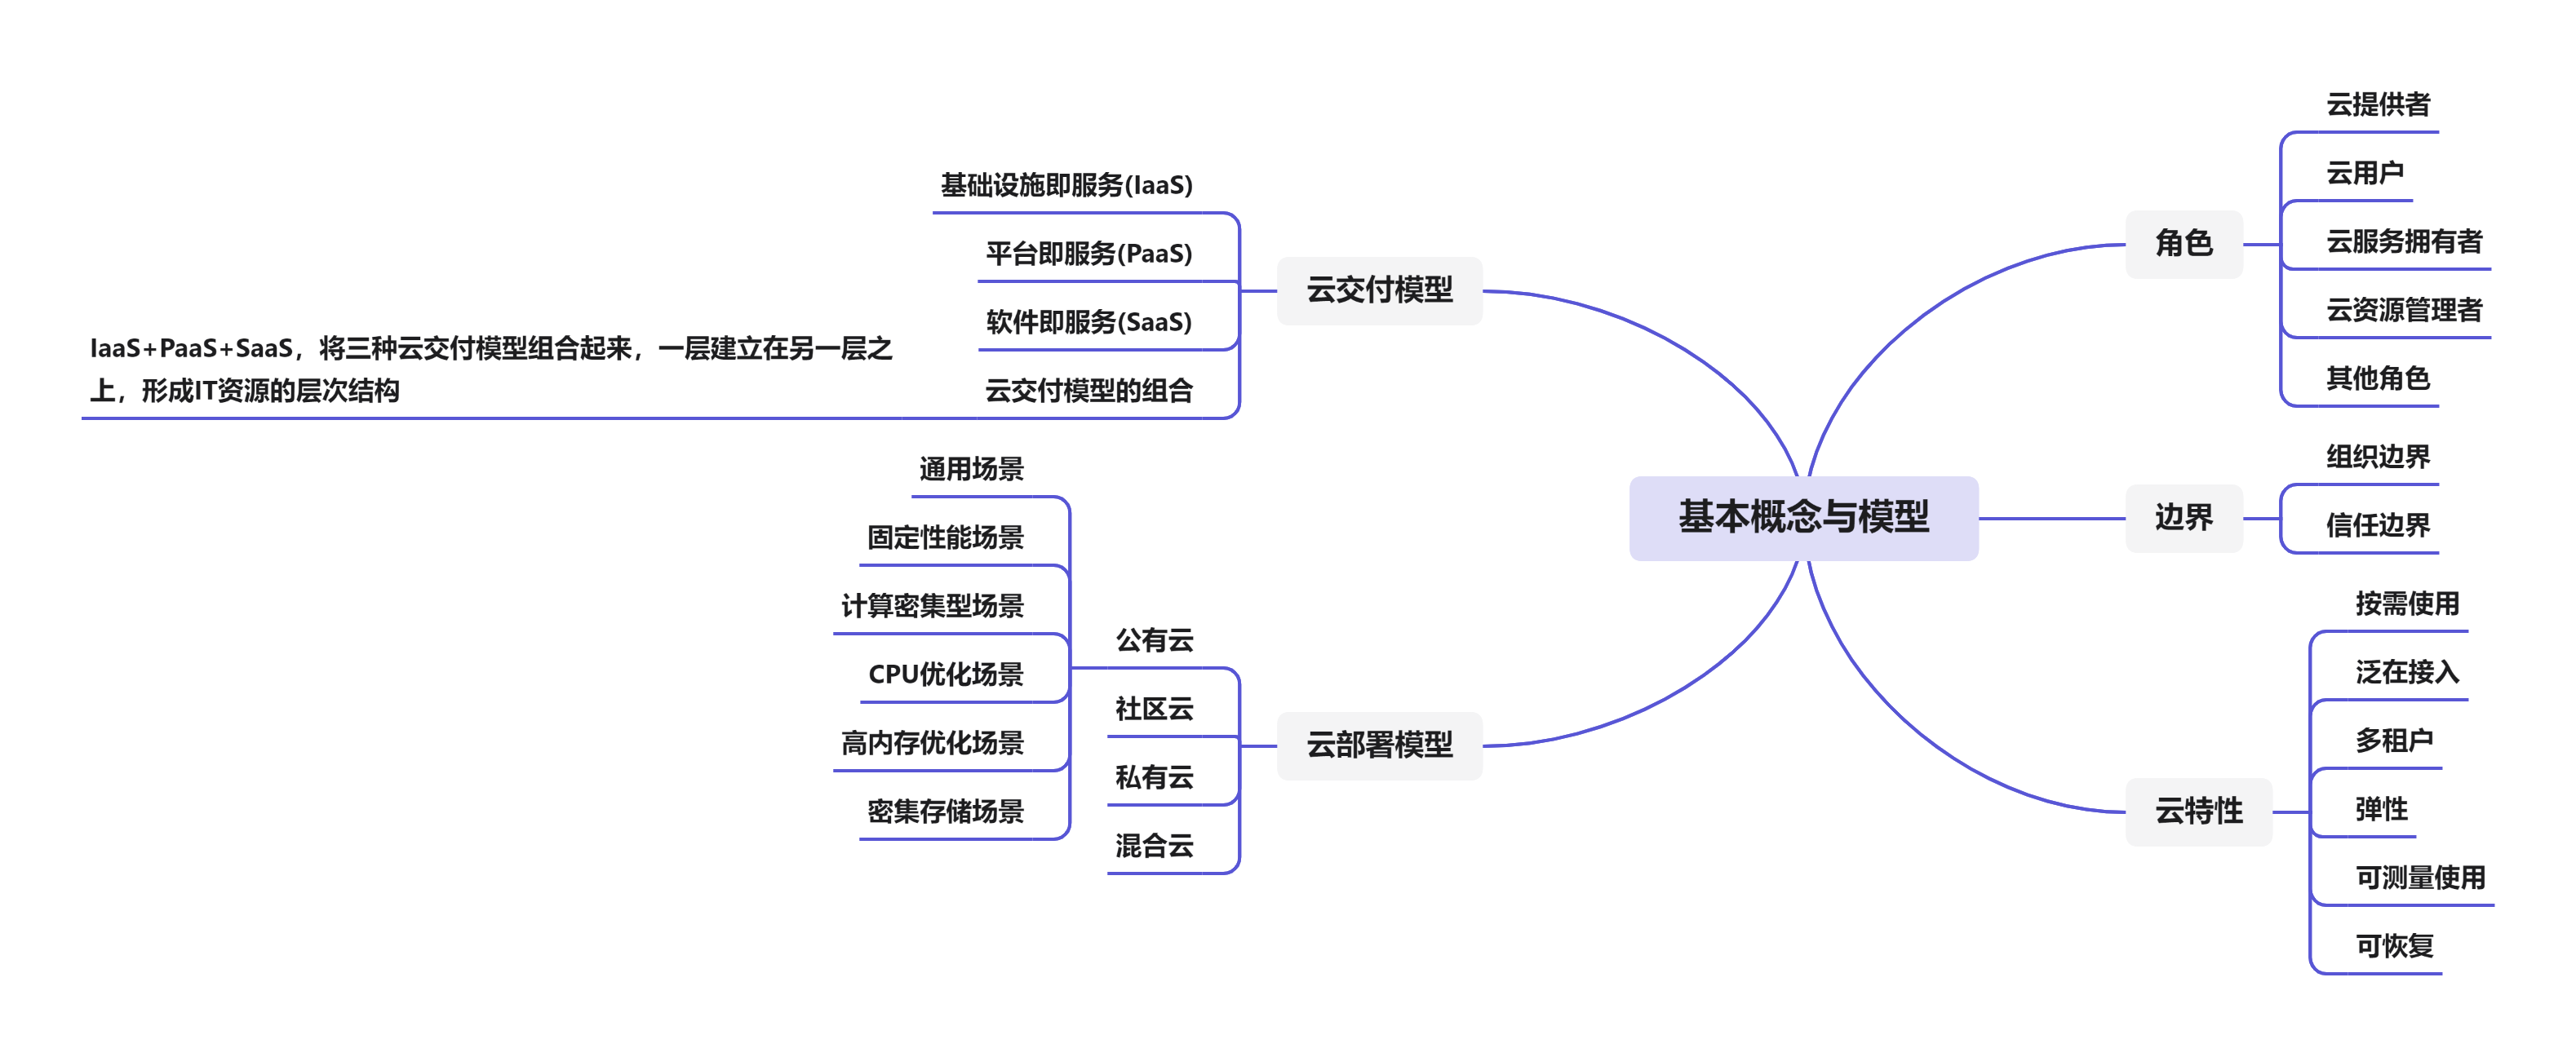 基本概念与模型
角色
云提供者
云用户
云服务拥有者
云资源管理者
其他角色
边界
组织边界
信任边界
云特性
按需使用
泛在接入
多租户
弹性
可测量使用
可恢复
云交付模型
基础设施即服务(IaaS)
平台即服务(PaaS)
软件即服务(SaaS)
云交付模型的组合
IaaS+PaaS+SaaS，将三种云交付模型组合起来，一层建立在另一层之
上，形成IT资源的层次结构
云部署模型
公有云
通用场景
固定性能场景
计算密集型场景
CPU优化场景
高内存优化场景
密集存储场景
社区云
私有云
混合云